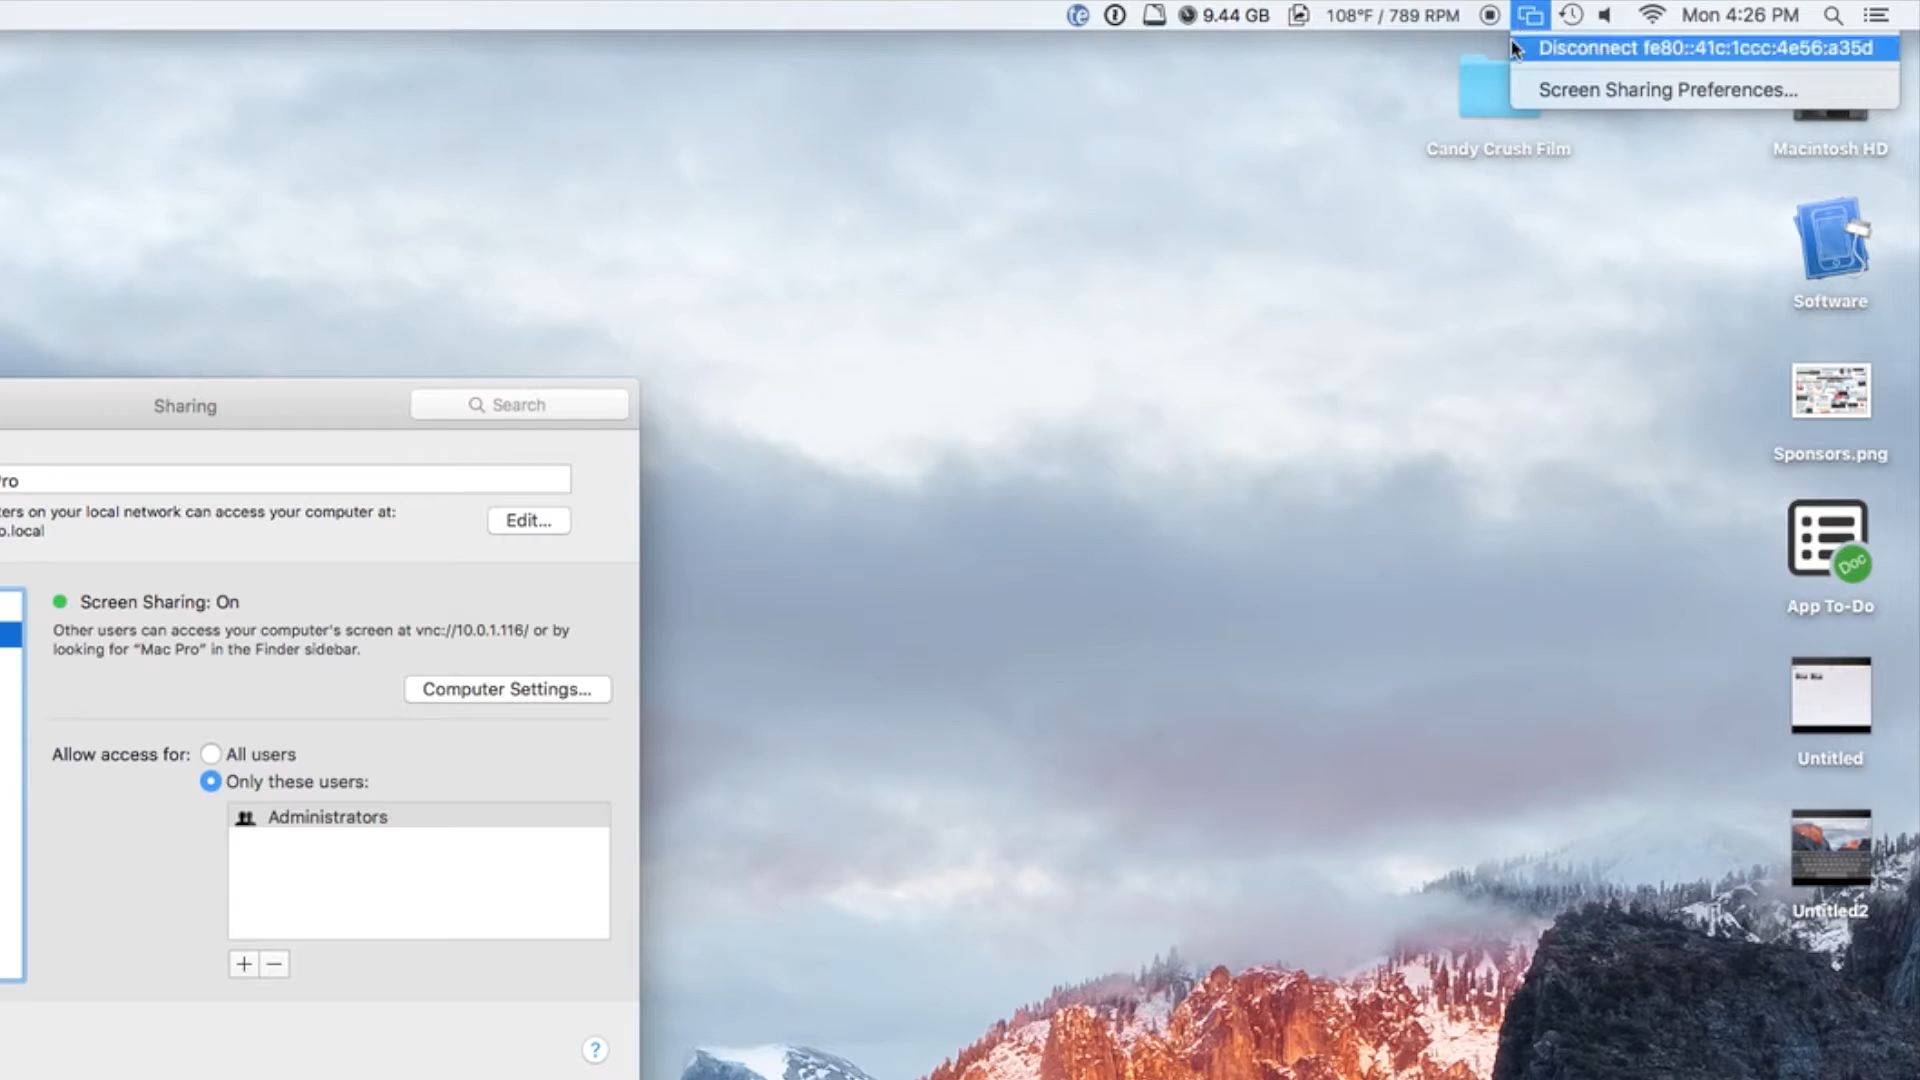 te 9.44 GB 108°F / 789 RPM Mon 4:26 PM
Disconnect fe80::41c:1ccc:4e56:a35d
Screen Sharing Preferences...
Candy Crush Film
Macintosh HD
Software
Sponsors.png
Doc
App To-Do
Untitled
Untitled2
Sharing
Search
ro
ters on your local network can access your computer at:
o.local
Edit...
Screen Sharing: On
Other users can access your computer's screen at vnc://10.0.1.116/ or by
looking for “Mac Pro” in the Finder sidebar.
Computer Settings...
Allow access for: All users
Only these users:
Administrators
+ −
?